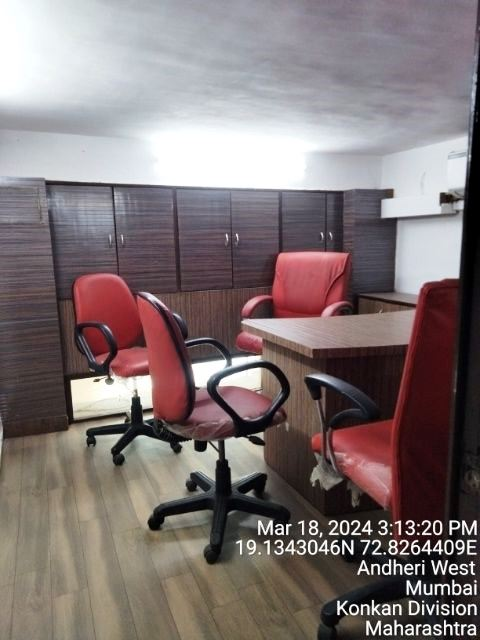 Mar 18, 2024 3:13:20 PM
19.1343046N 72.8264409E
Andheri West
Mumbai
Konkan Division
Maharashtra